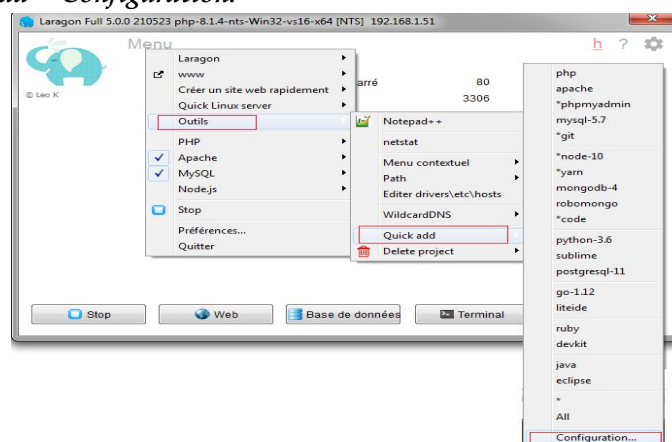 Configuration.
Laragon Full 5.0.0 210523 php-8.1.4-nts-Win32-vs16-x64 [NTS] 192.168.1.51
Menu
h ?
© Leo K
Laragon
www
Créer un site web rapidement
Quick Linux server
Outils
PHP
Apache
MySQL
Node.js
Stop
Préférences...
Quitter
arré
80
3306
Notepad++
netstat
Menu contextuel
Path
Editer drivers\etc\hosts
WildcardDNS
Quick add
Delete project
php
apache
*phpmyadmin
mysql-5.7
*git
*node-10
*yarn
mongodb-4
robomongo
*code
python-3.6
sublime
postgresql-11
go-1.12
liteide
ruby
devkit
java
eclipse
*
All
Configuration...
Stop
Web
Base de données
Terminal